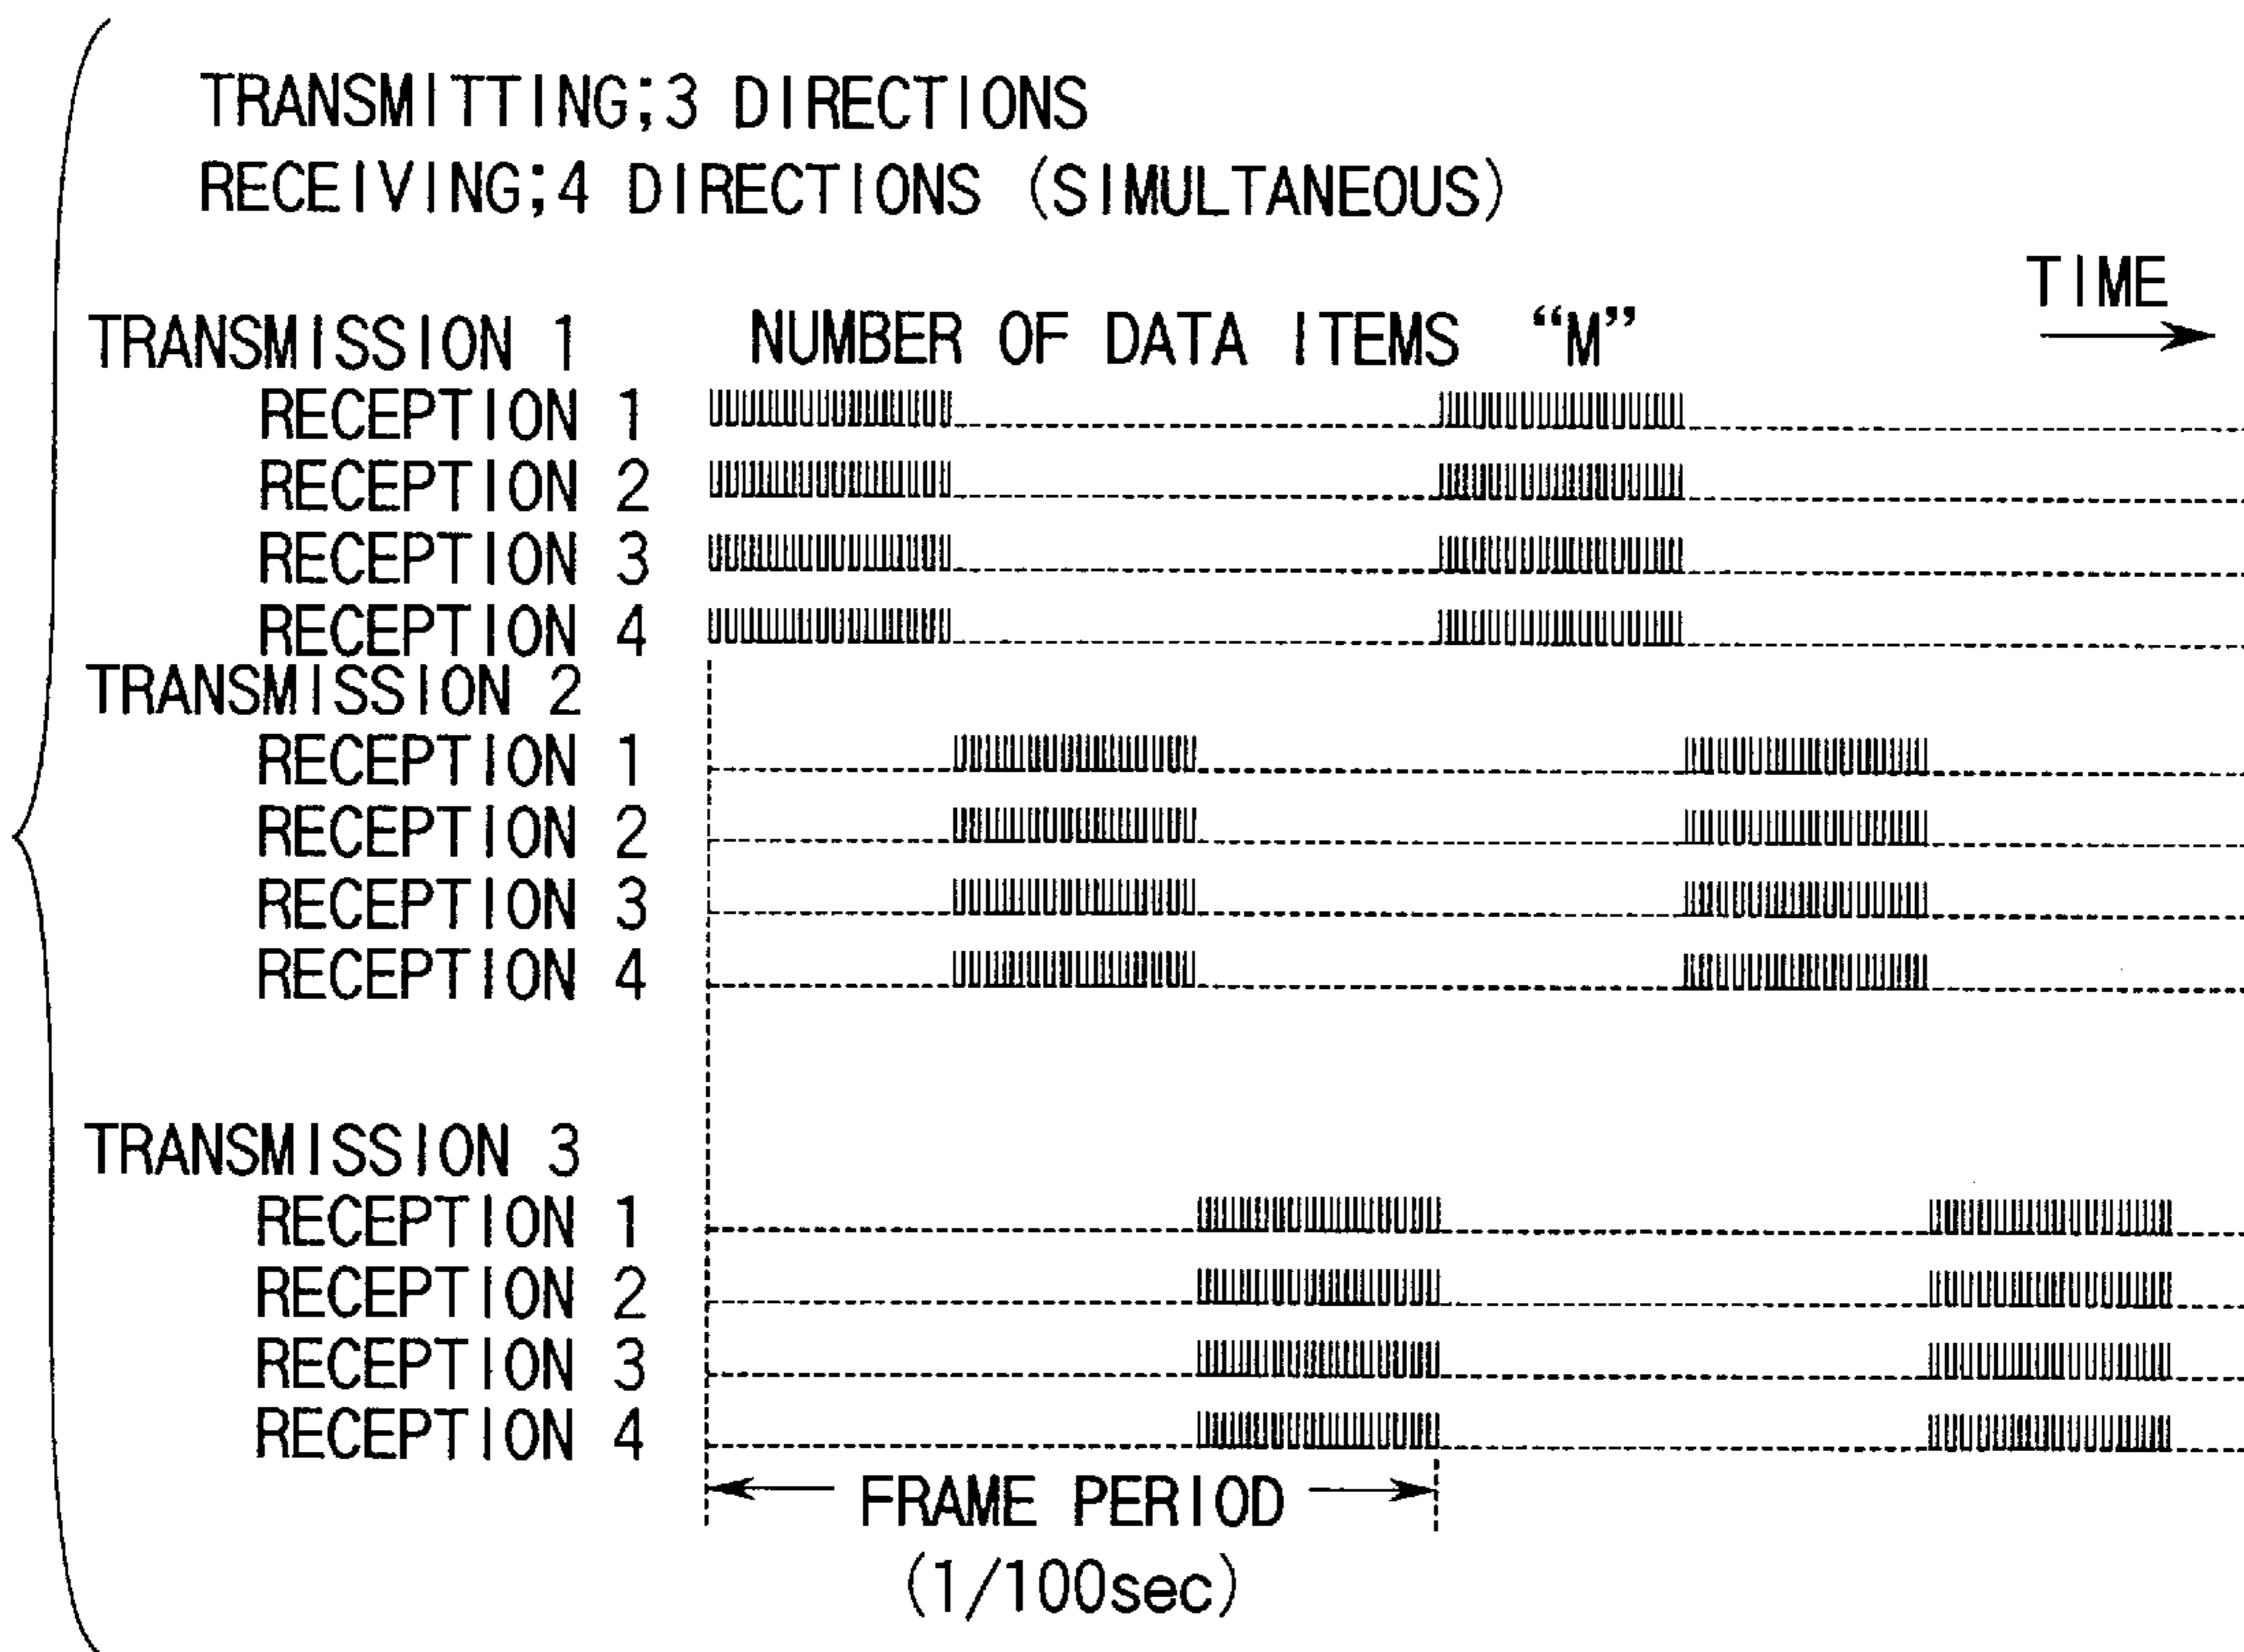 TRANSMITTING;3 DIRECTIONS
RECEIVING;4 DIRECTIONS (SIMULTANEOUS)
TIME
TRANSMISSION 1 NUMBER OF DATA ITEMS “M”
RECEPTION 1
RECEPTION 2
RECEPTION 3
RECEPTION 4
TRANSMISSION 2
RECEPTION 1
RECEPTION 2
RECEPTION 3
RECEPTION 4
TRANSMISSION 3
RECEPTION 1
RECEPTION 2
RECEPTION 3
RECEPTION 4
FRAME PERIOD
(1/100sec)